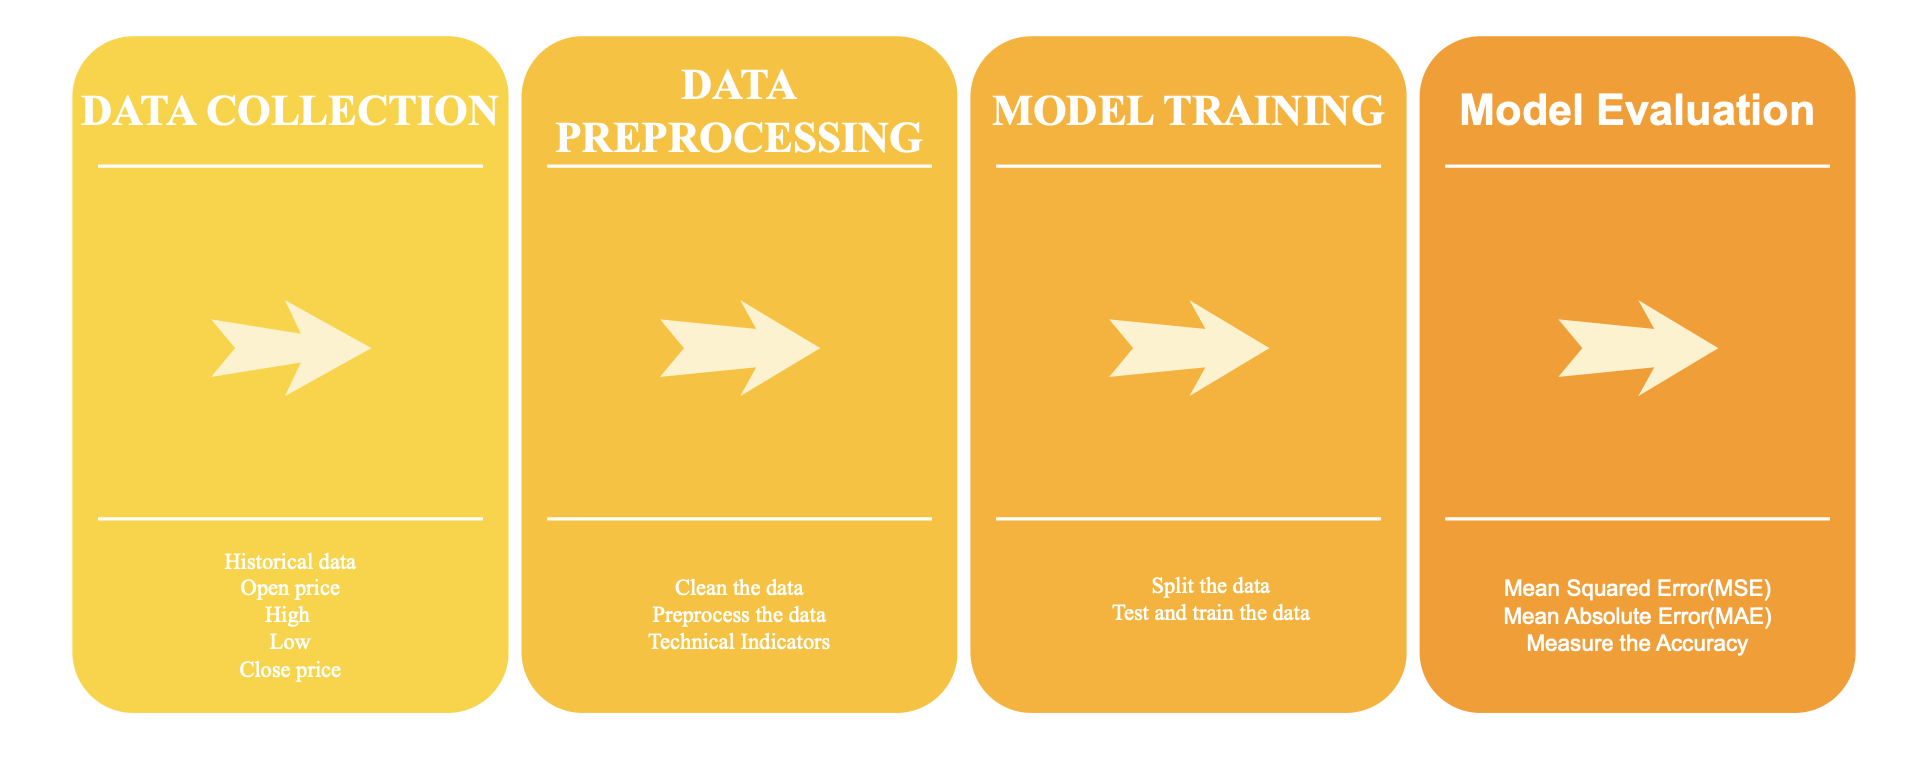 DATA COLLECTION
Historical data
Open price
High
Low
Close price
DATA
PREPROCESSING
Clean the data
Preprocess the data
Technical Indicators
MODEL TRAINING
Split the data
Test and train the data
Model Evaluation
Mean Squared Error(MSE)
Mean Absolute Error(MAE)
Measure the Accuracy